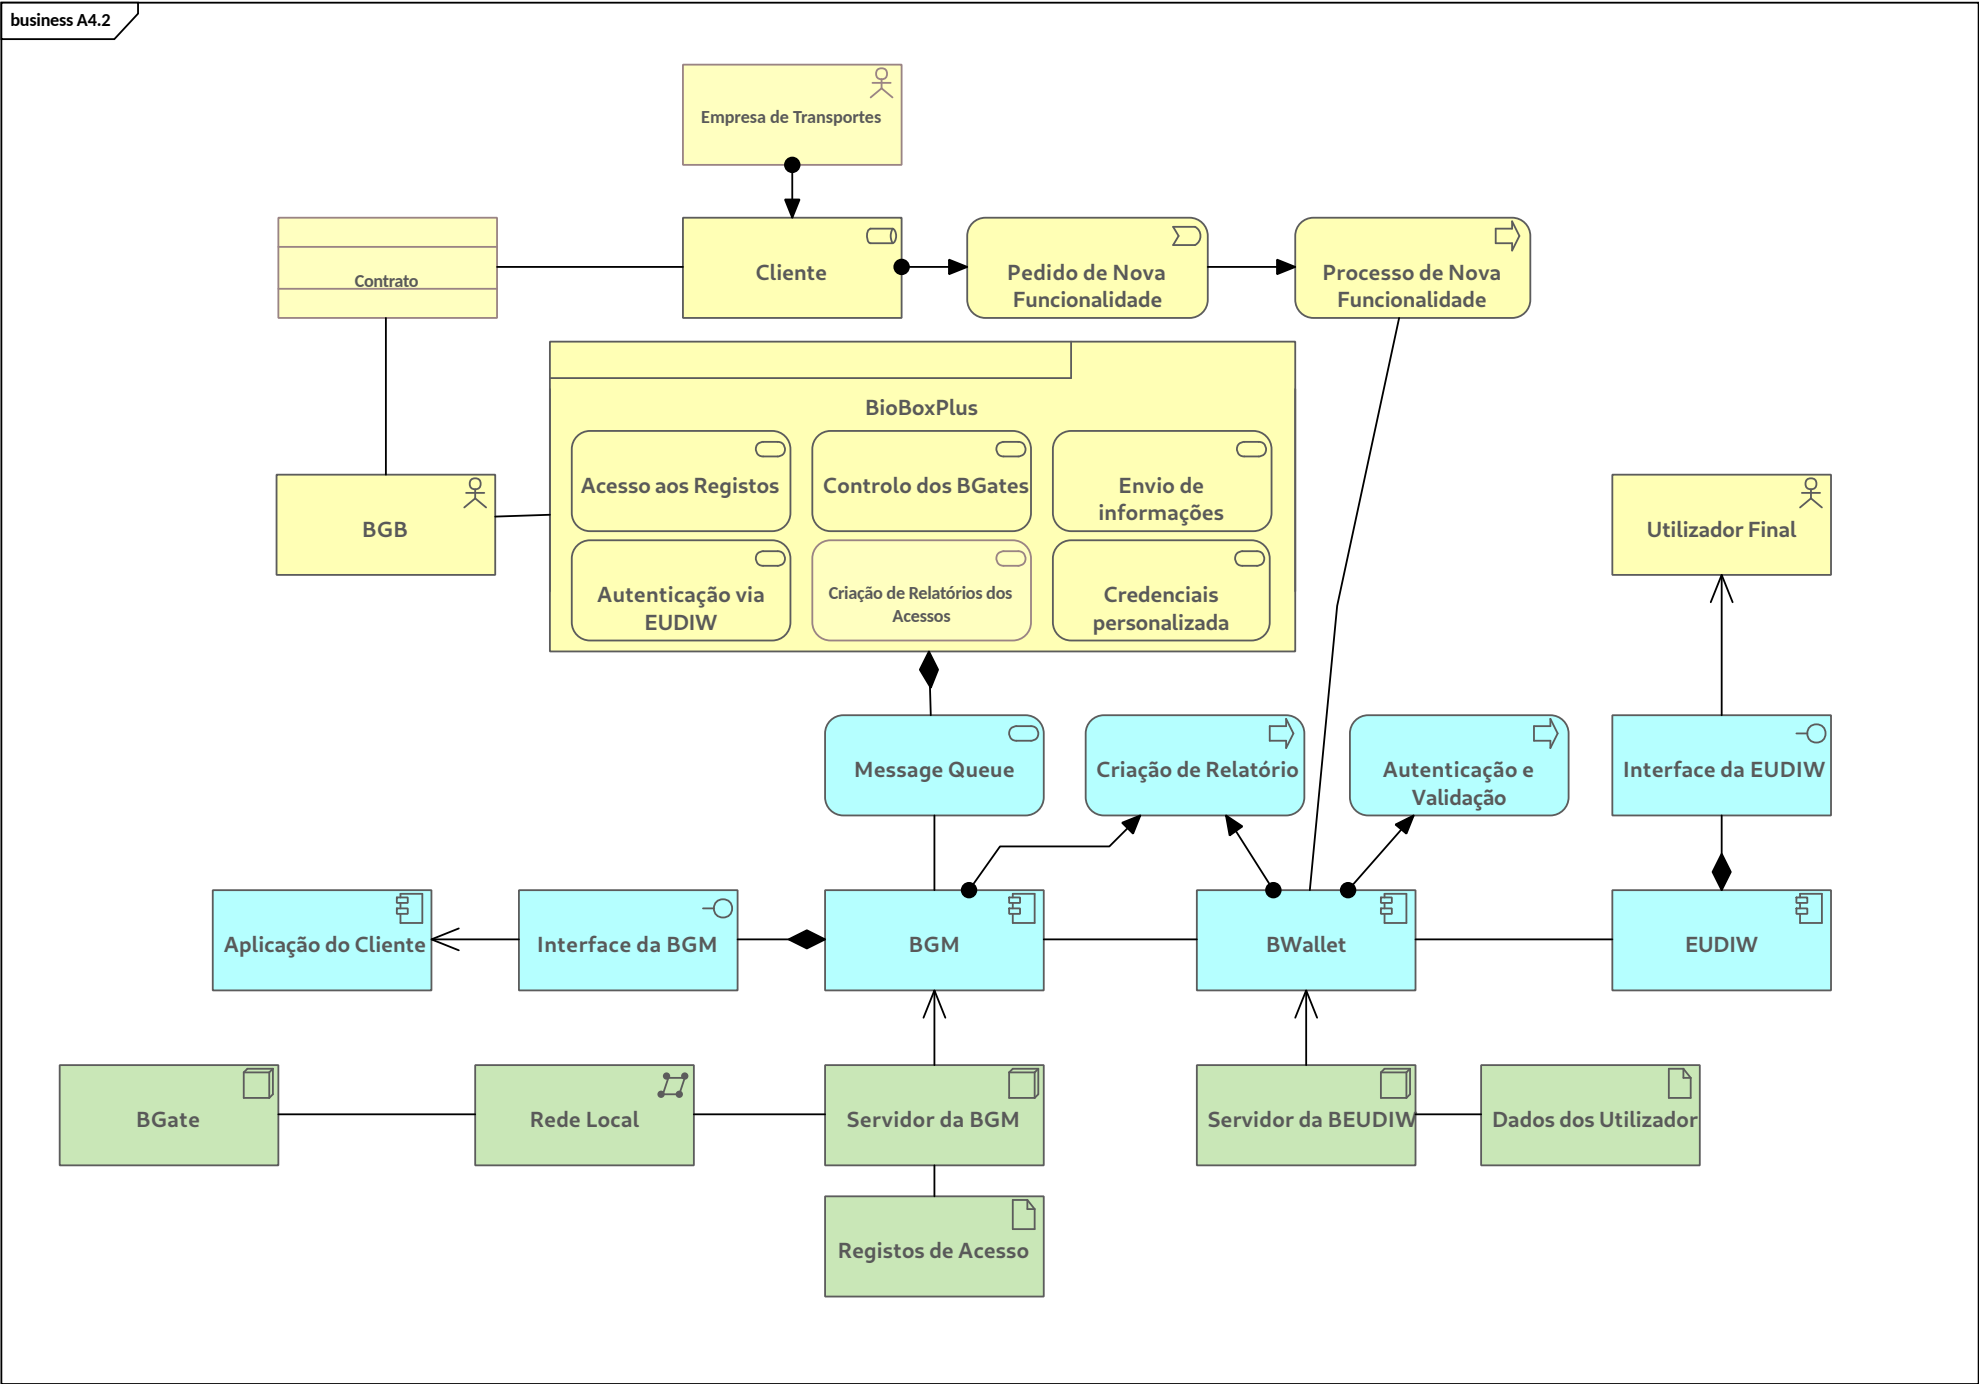 business A4.2
Empresa de Transportes
Contrato
Cliente
Pedido de Nova
Funcionalidade
Processo de Nova
Funcionalidade
BioBoxPlus
Acesso aos Registos
Controlo dos BGates
Envio de
informações
BGB
Utilizador Final
Autenticação via
EUDIW
Criação de Relatórios dos
Acessos
Credenciais
personalizada
Message Queue
Criação de Relatório
Autenticação e
Validação
Interface da EUDIW
Aplicação do Cliente
Interface da BGM
BGM
BWallet
EUDIW
BGate
Rede Local
Servidor da BGM
Servidor da BEUDIW
Dados dos Utilizador
Registos de Acesso